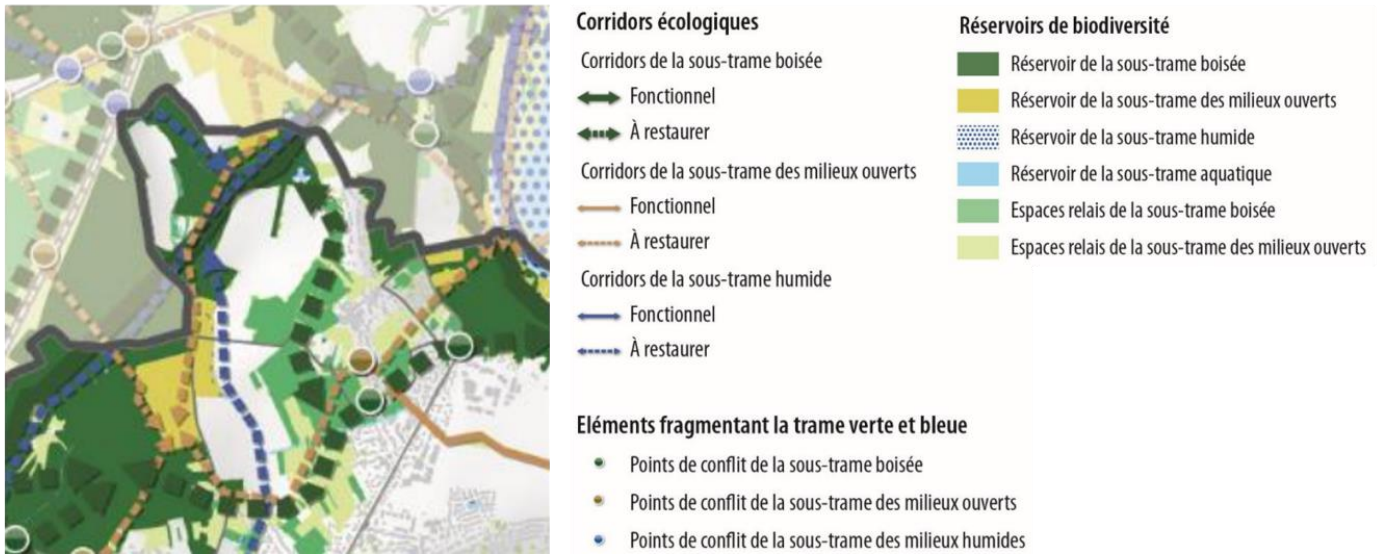 Corridors écologiques
Corridors de la sous-trame boisée
Fonctionnel
À restaurer
Corridors de la sous-trame des milieux ouverts
Fonctionnel
À restaurer
Corridors de la sous-trame humide
Fonctionnel
À restaurer
Eléments fragmentant la trame verte et bleue
Points de conflit de la sous-trame boisée
Points de conflit de la sous-trame des milieux ouverts
Points de conflit de la sous-trame des milieux humides
Réservoirs de biodiversité
Réservoir de la sous-trame boisée
Réservoir de la sous-trame des milieux ouverts
Réservoir de la sous-trame humide
Réservoir de la sous-trame aquatique
Espaces relais de la sous-trame boisée
Espaces relais de la sous-trame des milieux ouverts